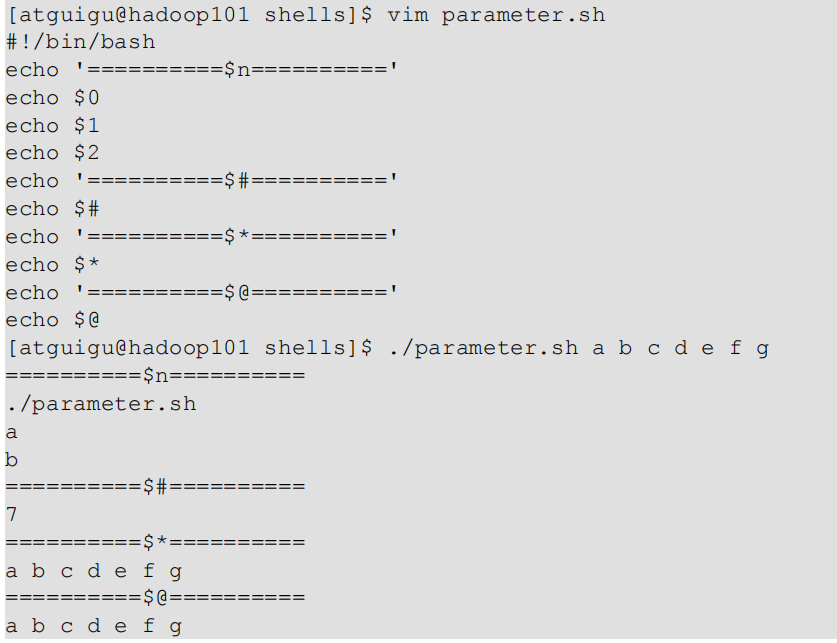 [atguigu@hadoop101 shells]$ vim parameter.sh
#!/bin/bash
echo '==========$n=========='
echo $0
echo $1
echo $2
echo '==========$#=========='
echo $#
echo '==========$*=========='
echo $*
echo '==========$@=========='
echo $@
[atguigu@hadoop101 shells]$ ./parameter.sh a b c d e f g
==========$n==========
./parameter.sh
a
b
==========$#==========
7
==========$*==========
a b c d e f g
==========$@==========
a b c d e f g